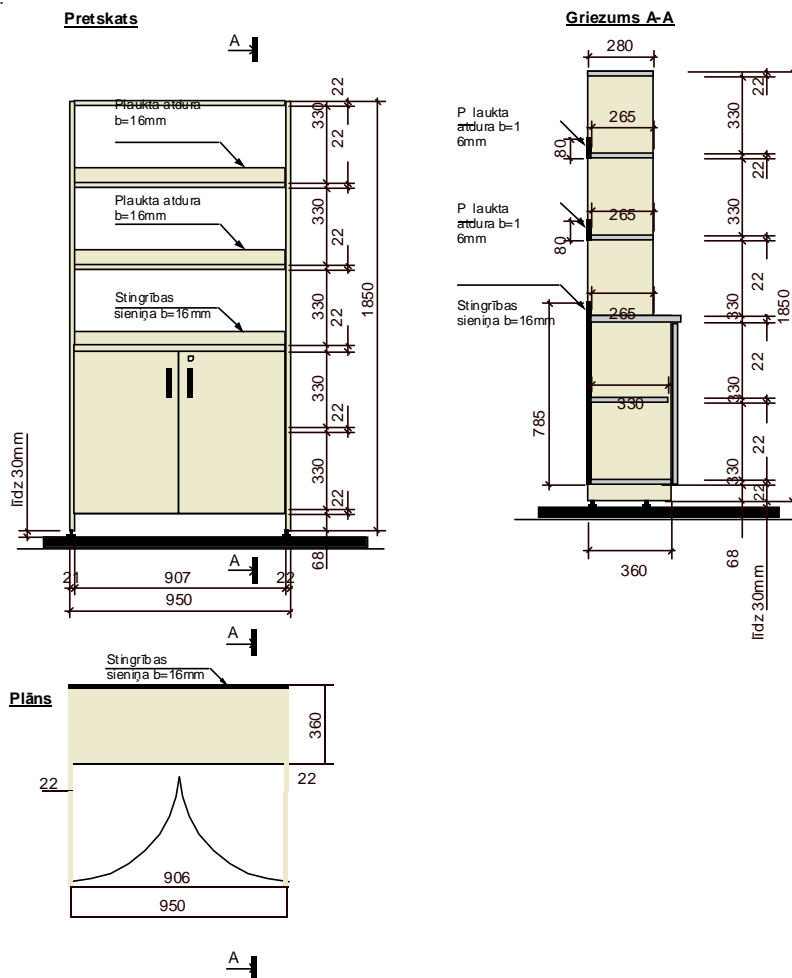 Pretskats
Griezums A-A
A
Plaukta atdura
b=16mm
Plaukta atdura
b=16mm
Stingrības
sieniņa b=16mm
22
330
22
330
22
330
22
330
22
330
22
68
1850
līdz 30mm
21
907
22
950
A
280
P laukta
atdura b=1
6mm
80
265
P laukta
atdura b=1
6mm
80
265
Stingrības
sieniņa b=16mm
265
785
330
360
22
330
22
330
22
330
22
330
22
330
22
68
1850
līdz 30mm
A
Plāns
Stingrības
sieniņa b=16mm
360
22
22
906
950
A